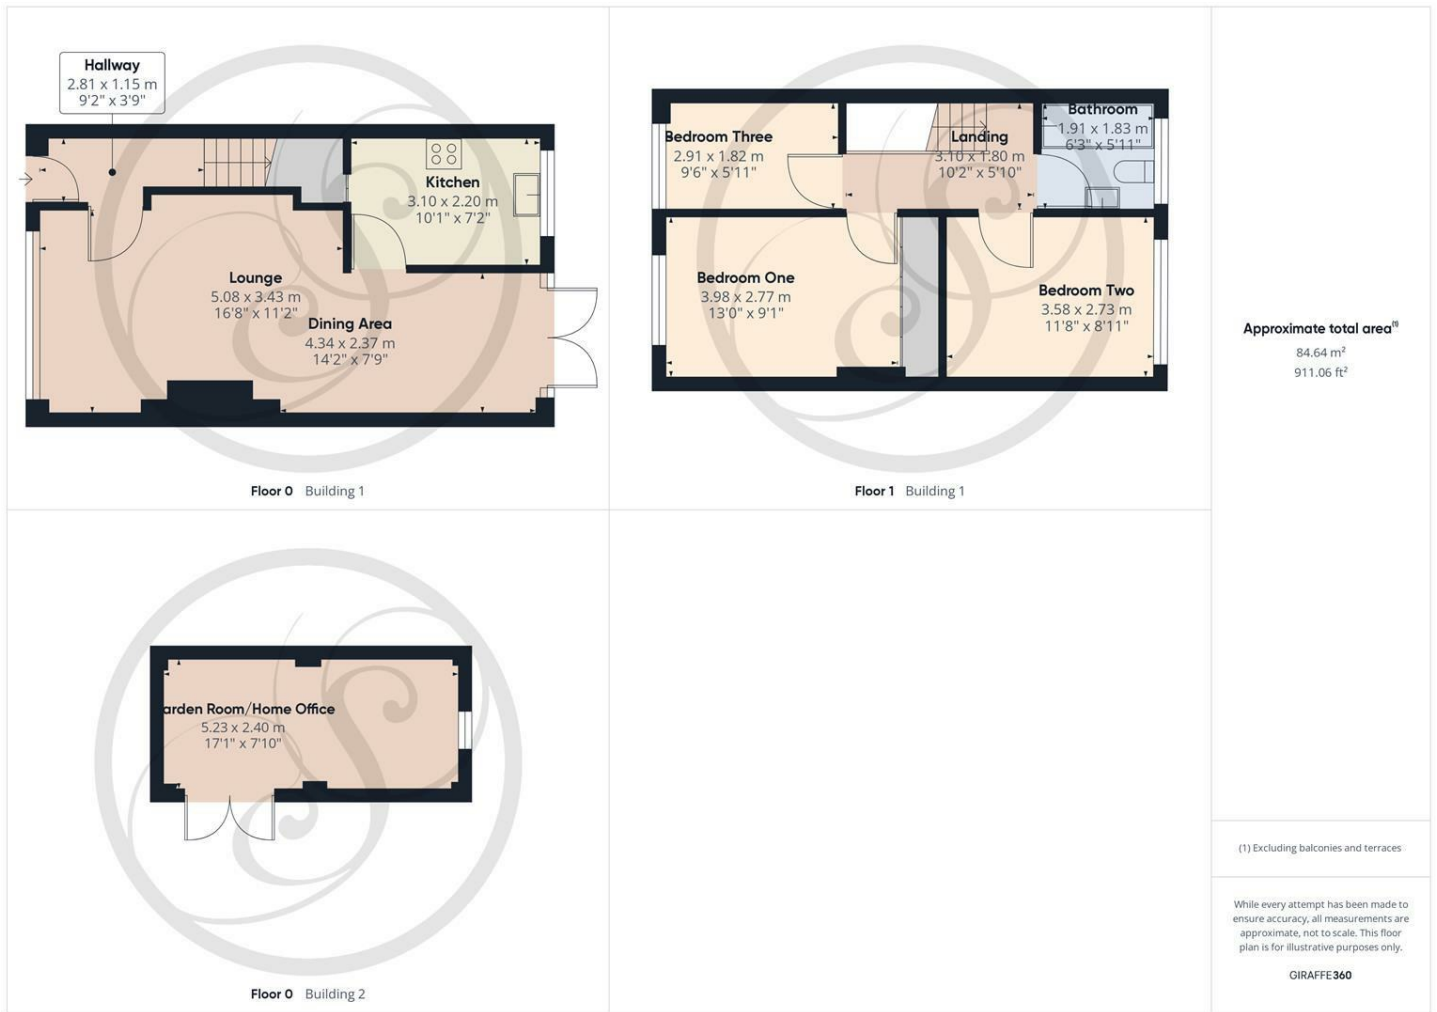 Hallway
2.81 x 1.15 m
9'2" x 3'9"
Kitchen
3.10 x 2.20 m
10'1" x 7'2"
Lounge
5.08 x 3.43 m
16'8" x 11'2"
Dining Area
4.34 x 2.37 m
14'2" x 7'9"
Floor 0 Building 1
Bedroom Three
2.91 x 1.82 m
9'6" x 5'11"
Landing
3.10 x 1.80 m
10'2" x 5'10"
Bathroom
1.91 x 1.83 m
6'3" x 5'11"
Bedroom One
3.98 x 2.77 m
13'0" x 9'1"
Bedroom Two
3.58 x 2.73 m
11'8" x 8'11"
Floor 1 Building 1
arden Room/Home Office
5.23 x 2.40 m
17'1" x 7'10"
Floor 0 Building 2
Approximate total area(1)
84.64 m²
911.06 ft²
(1) Excluding balconies and terraces
While every attempt has been made to
ensure accuracy, all measurements are
approximate, not to scale. This floor
plan is for illustrative purposes only.
GIRAFFE360